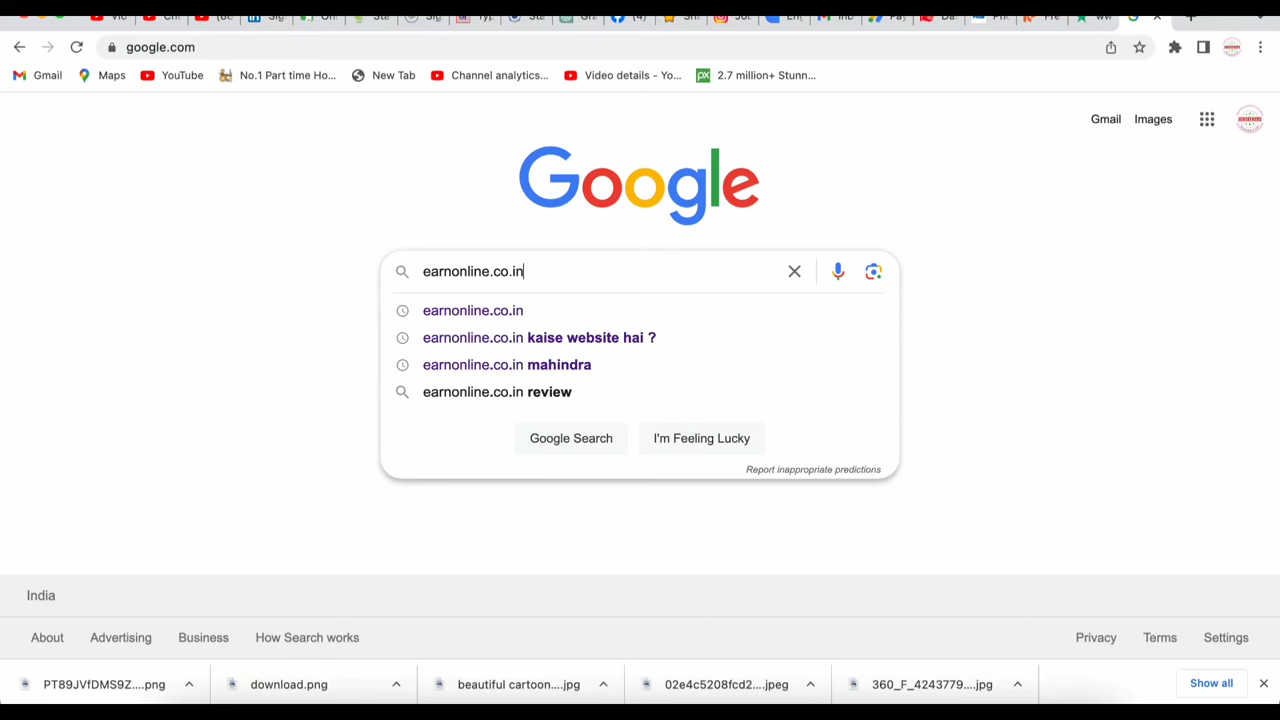 google.com
Gmail Maps YouTube No.1 Part time Ho... New Tab Channel analytics... Video details - Yo... 2.7 million+ Stunn...
Gmail Images
Google
earnonline.co.in
earnonline.co.in
earnonline.co.in kaise website hai ?
earnonline.co.in mahindra
earnonline.co.in review
Google Search I'm Feeling Lucky
Report inappropriate predictions
India
About Advertising Business How Search works Privacy Terms Settings
PT89JVfDMS9Z....png download.png beautiful cartoon....jpg 02e4c5208fcd2....jpeg 360_F_4243779....jpg Show all